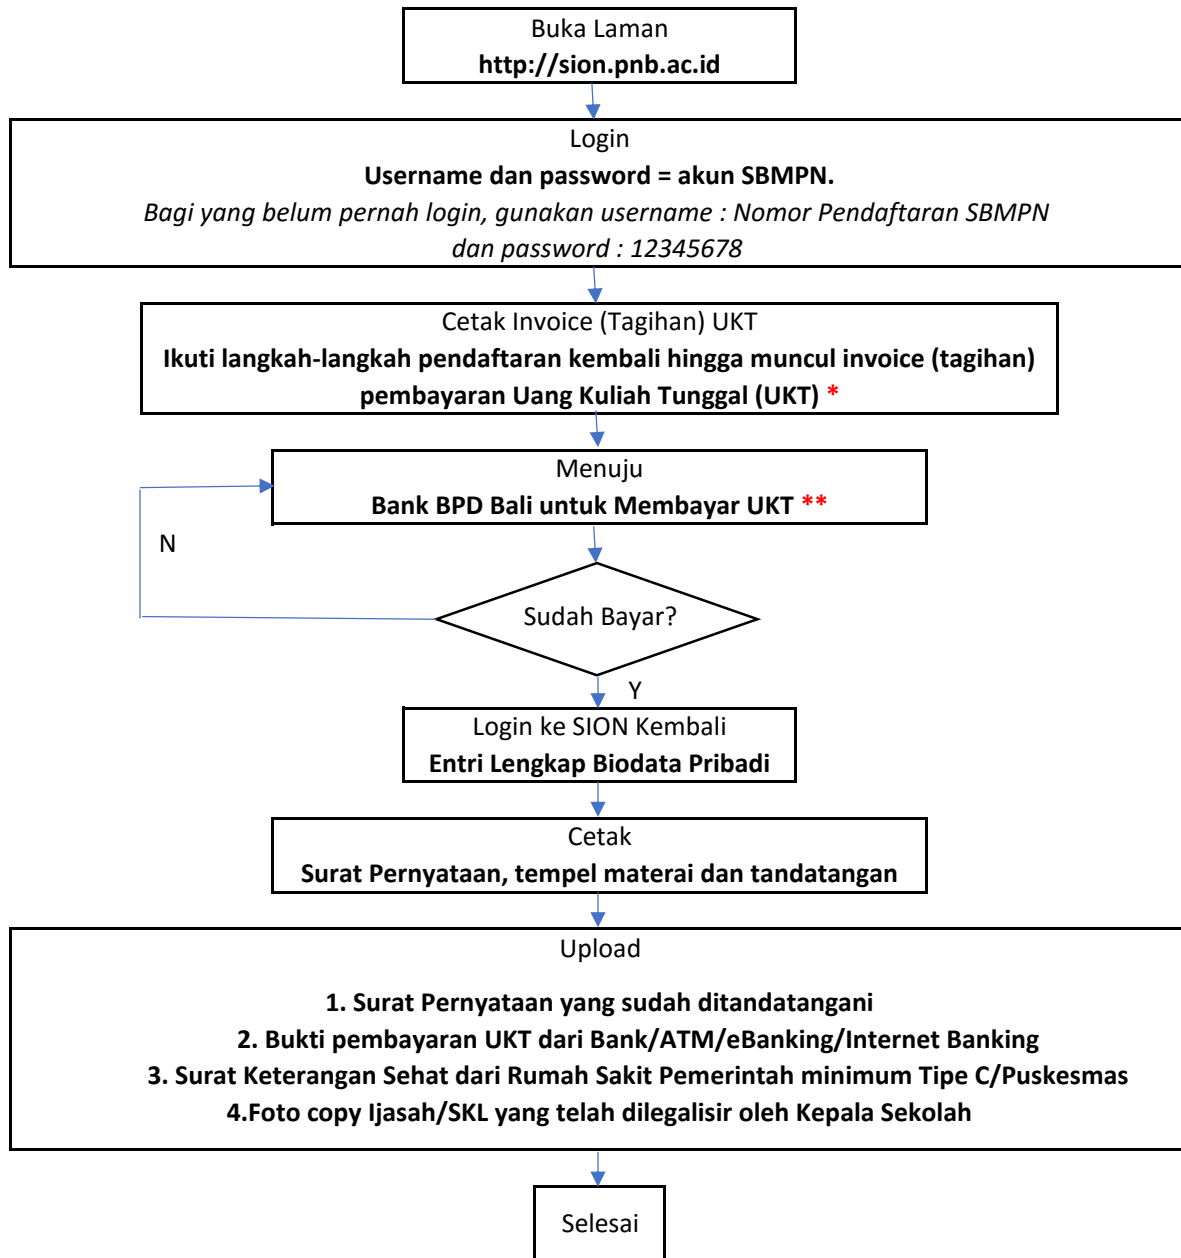 Buka Laman
http://sion.pnb.ac.id
Login
Username dan password = akun SBMPN.
Bagi yang belum pernah login, gunakan username : Nomor Pendaftaran SBMPN
dan password : 12345678
Cetak Invoice (Tagihan) UKT
Ikuti langkah-langkah pendaftaran kembali hingga muncul invoice (tagihan)
pembayaran Uang Kuliah Tunggal (UKT) *
Menuju
Bank BPD Bali untuk Membayar UKT **
N
Sudah Bayar?
Y
Login ke SION Kembali
Entri Lengkap Biodata Pribadi
Cetak
Surat Pernyataan, tempel materai dan tandatangan
Upload
1. Surat Pernyataan yang sudah ditandatangani
2. Bukti pembayaran UKT dari Bank/ATM/eBanking/Internet Banking
3. Surat Keterangan Sehat dari Rumah Sakit Pemerintah minimum Tipe C/Puskesmas
4.Foto copy Ijasah/SKL yang telah dilegalisir oleh Kepala Sekolah
Selesai